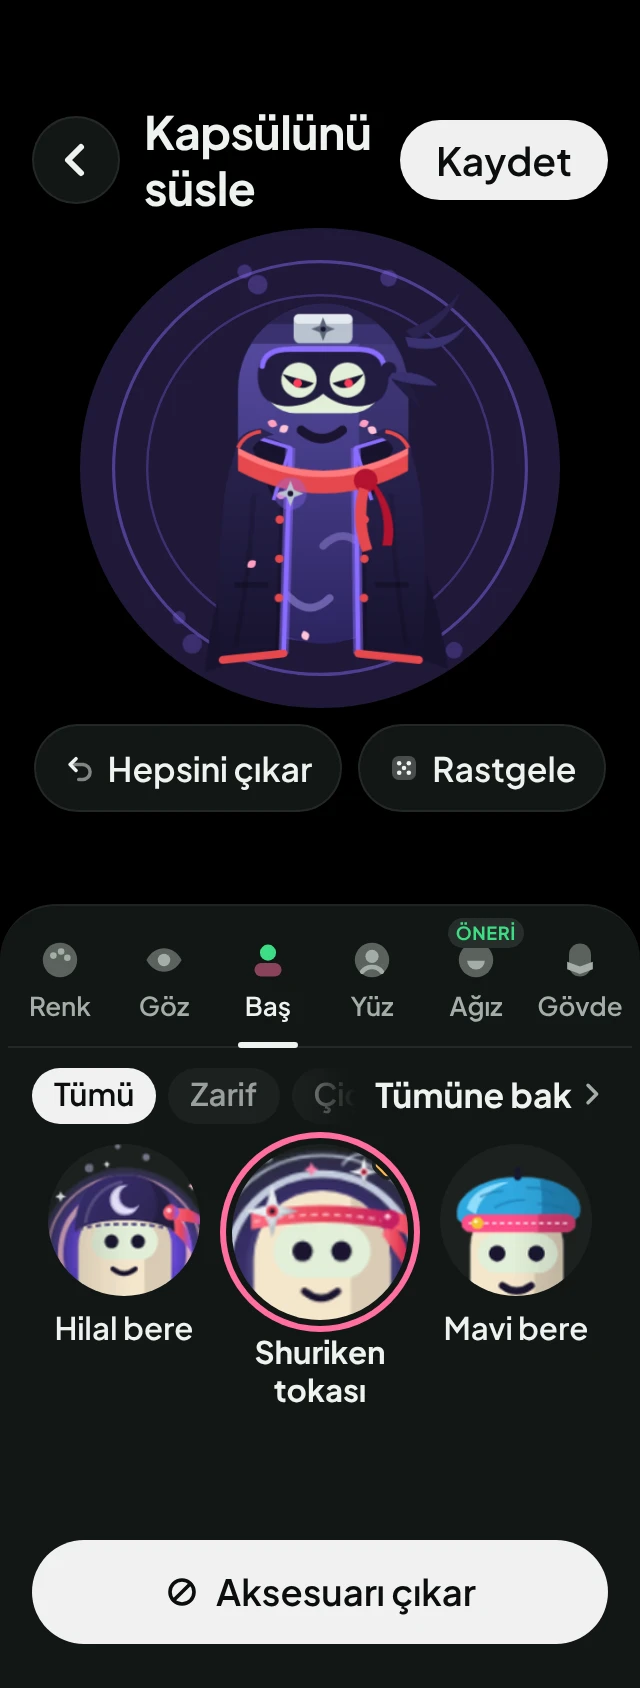 Kapsülünü
süsle
Kaydet
Hepsini çıkar
Rastgele
ÖNERİ
Renk
Göz
Baş
Yüz
Ağız
Gövde
Tümü
Zarif
Tümüne bak
Hilal bere
Shuriken
tokası
Mavi bere
Aksesuarı çıkar